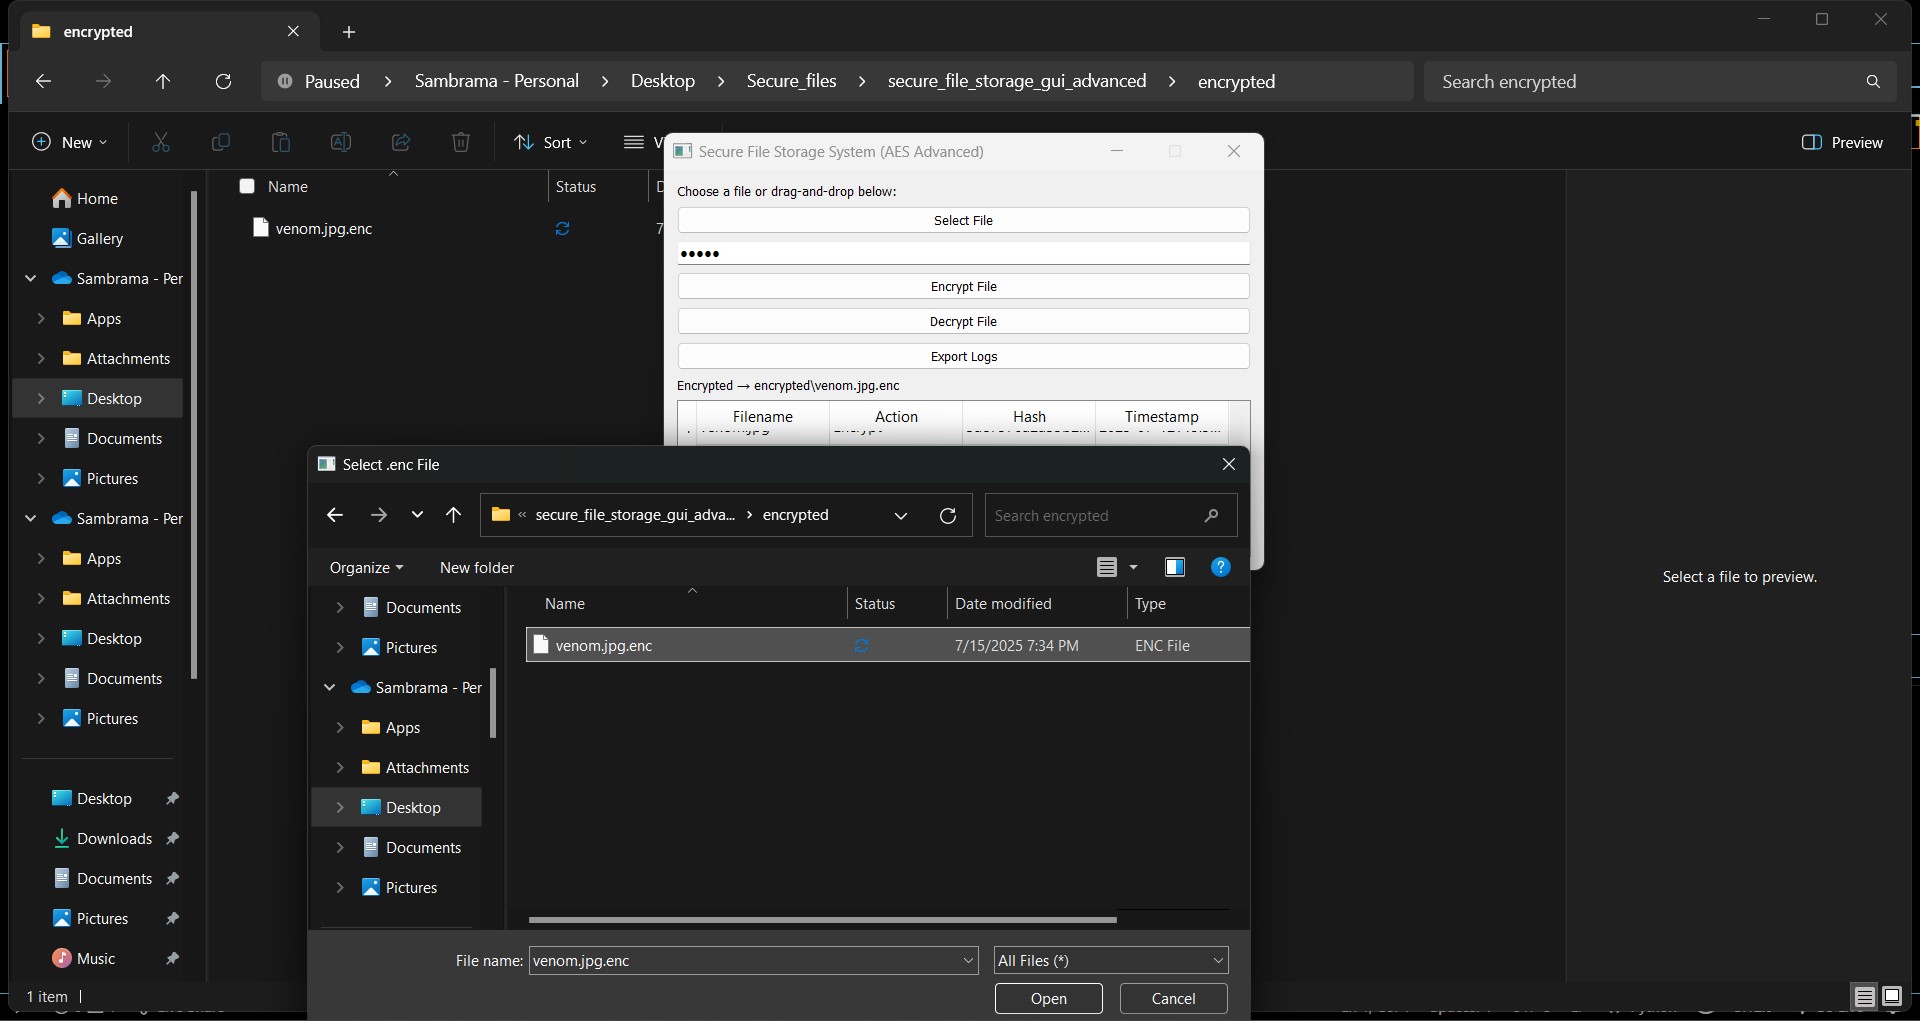 encrypted
Paused > Sambrama - Personal > Desktop > Secure_files > secure_file_storage_gui_advanced > encrypted
Search encrypted
New
Sort
Preview
Home
Gallery
Sambrama - Per
Apps
Attachments
Desktop
Documents
Pictures
Sambrama - Per
Apps
Attachments
Desktop
Documents
Pictures
Desktop
Downloads
Documents
Pictures
Music
1 item
Name Status
venom.jpg.enc
Secure File Storage System (AES Advanced)
Choose a file or drag-and-drop below:
Select File
•••••
Encrypt File
Decrypt File
Export Logs
Encrypted → encrypted\venom.jpg.enc
Filename Action Hash Timestamp
Select .enc File
« secure_file_storage_gui_adva... > encrypted
Search encrypted
Organize New folder
Documents
Pictures
Sambrama - Per
Apps
Attachments
Desktop
Documents
Pictures
Name Status Date modified Type
venom.jpg.enc 7/15/2025 7:34 PM ENC File
File name: venom.jpg.enc All Files (*)
Open Cancel
Select a file to preview.